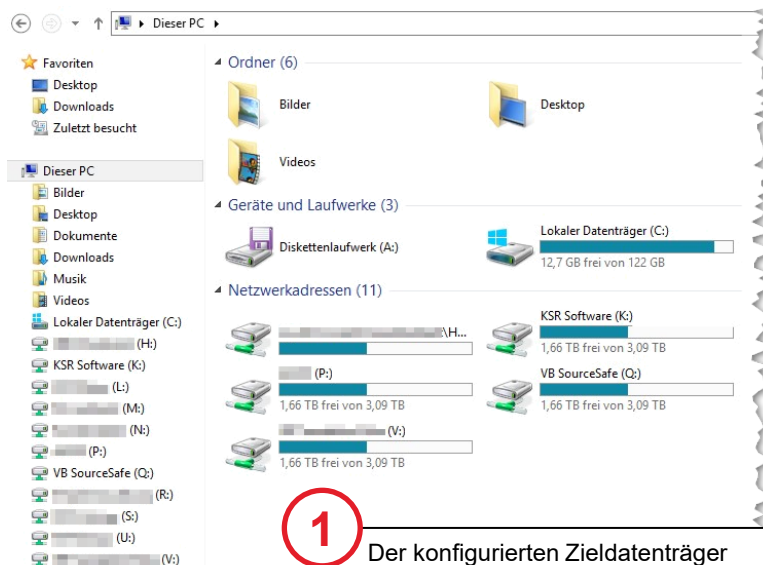 Dieser PC
Favoriten
Desktop
Downloads
Zuletzt besucht
Dieser PC
Bilder
Desktop
Dokumente
Downloads
Musik
Videos
Lokaler Datenträger (C:)
(H:)
KSR Software (K:)
(L:)
(M:)
(N:)
(P:)
VB SourceSafe (Q:)
(R:)
(S:)
(U:)
(V:)
Ordner (6)
Bilder
Desktop
Videos
Geräte und Laufwerke (3)
Diskettenlaufwerk (A:)
Lokaler Datenträger (C:)
12,7 GB frei von 122 GB
Netzwerkadressen (11)
\H...
KSR Software (K:)
1,66 TB frei von 3,09 TB
(P:)
1,66 TB frei von 3,09 TB
VB SourceSafe (Q:)
1,66 TB frei von 3,09 TB
(V:)
1,66 TB frei von 3,09 TB
1
Der konfigurierten Zieldatenträger